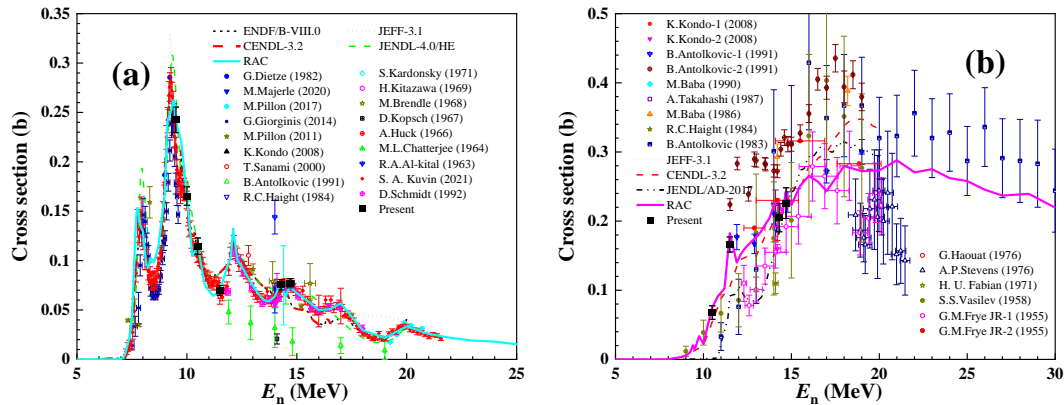 (a)
Cross section (b)
0.35
0.3
0.25
0.2
0.15
0.1
0.05
0
5 10 15 20 25
En (MeV)
ENDF/B-VIII.0
CENDL-3.2
RAC
G.Dietze (1982)
M.Majerle (2020)
M.Pillon (2017)
G.Giorginis (2014)
M.Pillon (2011)
K.Kondo (2008)
T.Sanami (2000)
B.Antolkovic (1991)
R.C.Haight (1984)
JEFF-3.1
JENDL-4.0/HE
S.Kardonsky (1971)
H.Kitazawa (1969)
M.Brendle (1968)
D.Kopsch (1967)
A.Huck (1966)
M.L.Chatterjee (1964)
R.A.Al-kital (1963)
S. A. Kuvin (2021)
D.Schmidt (1992)
Present
(b)
Cross section (b)
0.5
0.4
0.3
0.2
0.1
0
5 10 15 20 25 30
En (MeV)
K.Kondo-1 (2008)
K.Kondo-2 (2008)
B.Antolkovic-1 (1991)
B.Antolkovic-2 (1991)
M.Baba (1990)
A.Takahashi (1987)
M.Baba (1986)
R.C.Haight (1984)
B.Antolkovic (1983)
JEFF-3.1
CENDL-3.2
JENDL/AD-2017
RAC
Present
G.Haouat (1976)
A.P.Stevens (1976)
H. U. Fabian (1971)
S.S.Vasilev (1958)
G.M.Frye JR-1 (1955)
G.M.Frye JR-2 (1955)